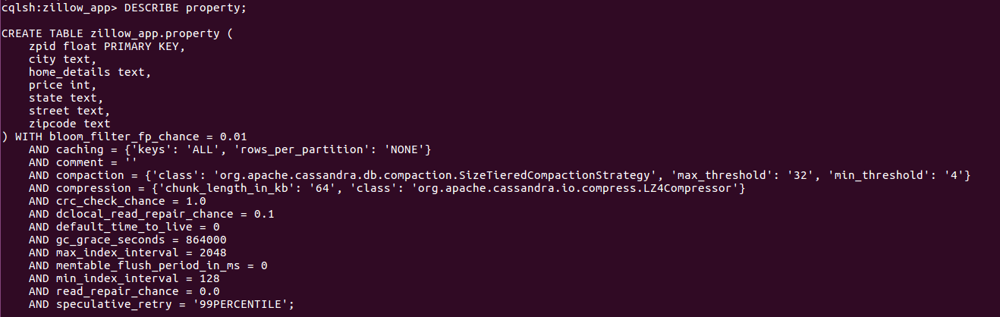 cqlsh:zillow_app> DESCRIBE property;
CREATE TABLE zillow_app.property (
    zpid float PRIMARY KEY,
    city text,
    home_details text,
    price int,
    state text,
    street text,
    zipcode text
) WITH bloom_filter_fp_chance = 0.01
    AND caching = {'keys': 'ALL', 'rows_per_partition': 'NONE'}
    AND comment = ''
    AND compaction = {'class': 'org.apache.cassandra.db.compaction.SizeTieredCompactionStrategy', 'max_threshold': '32', 'min_threshold': '4'}
    AND compression = {'chunk_length_in_kb': '64', 'class': 'org.apache.cassandra.io.compress.LZ4Compressor'}
    AND crc_check_chance = 1.0
    AND dclocal_read_repair_chance = 0.1
    AND default_time_to_live = 0
    AND gc_grace_seconds = 864000
    AND max_index_interval = 2048
    AND memtable_flush_period_in_ms = 0
    AND min_index_interval = 128
    AND read_repair_chance = 0.0
    AND speculative_retry = '99PERCENTILE';